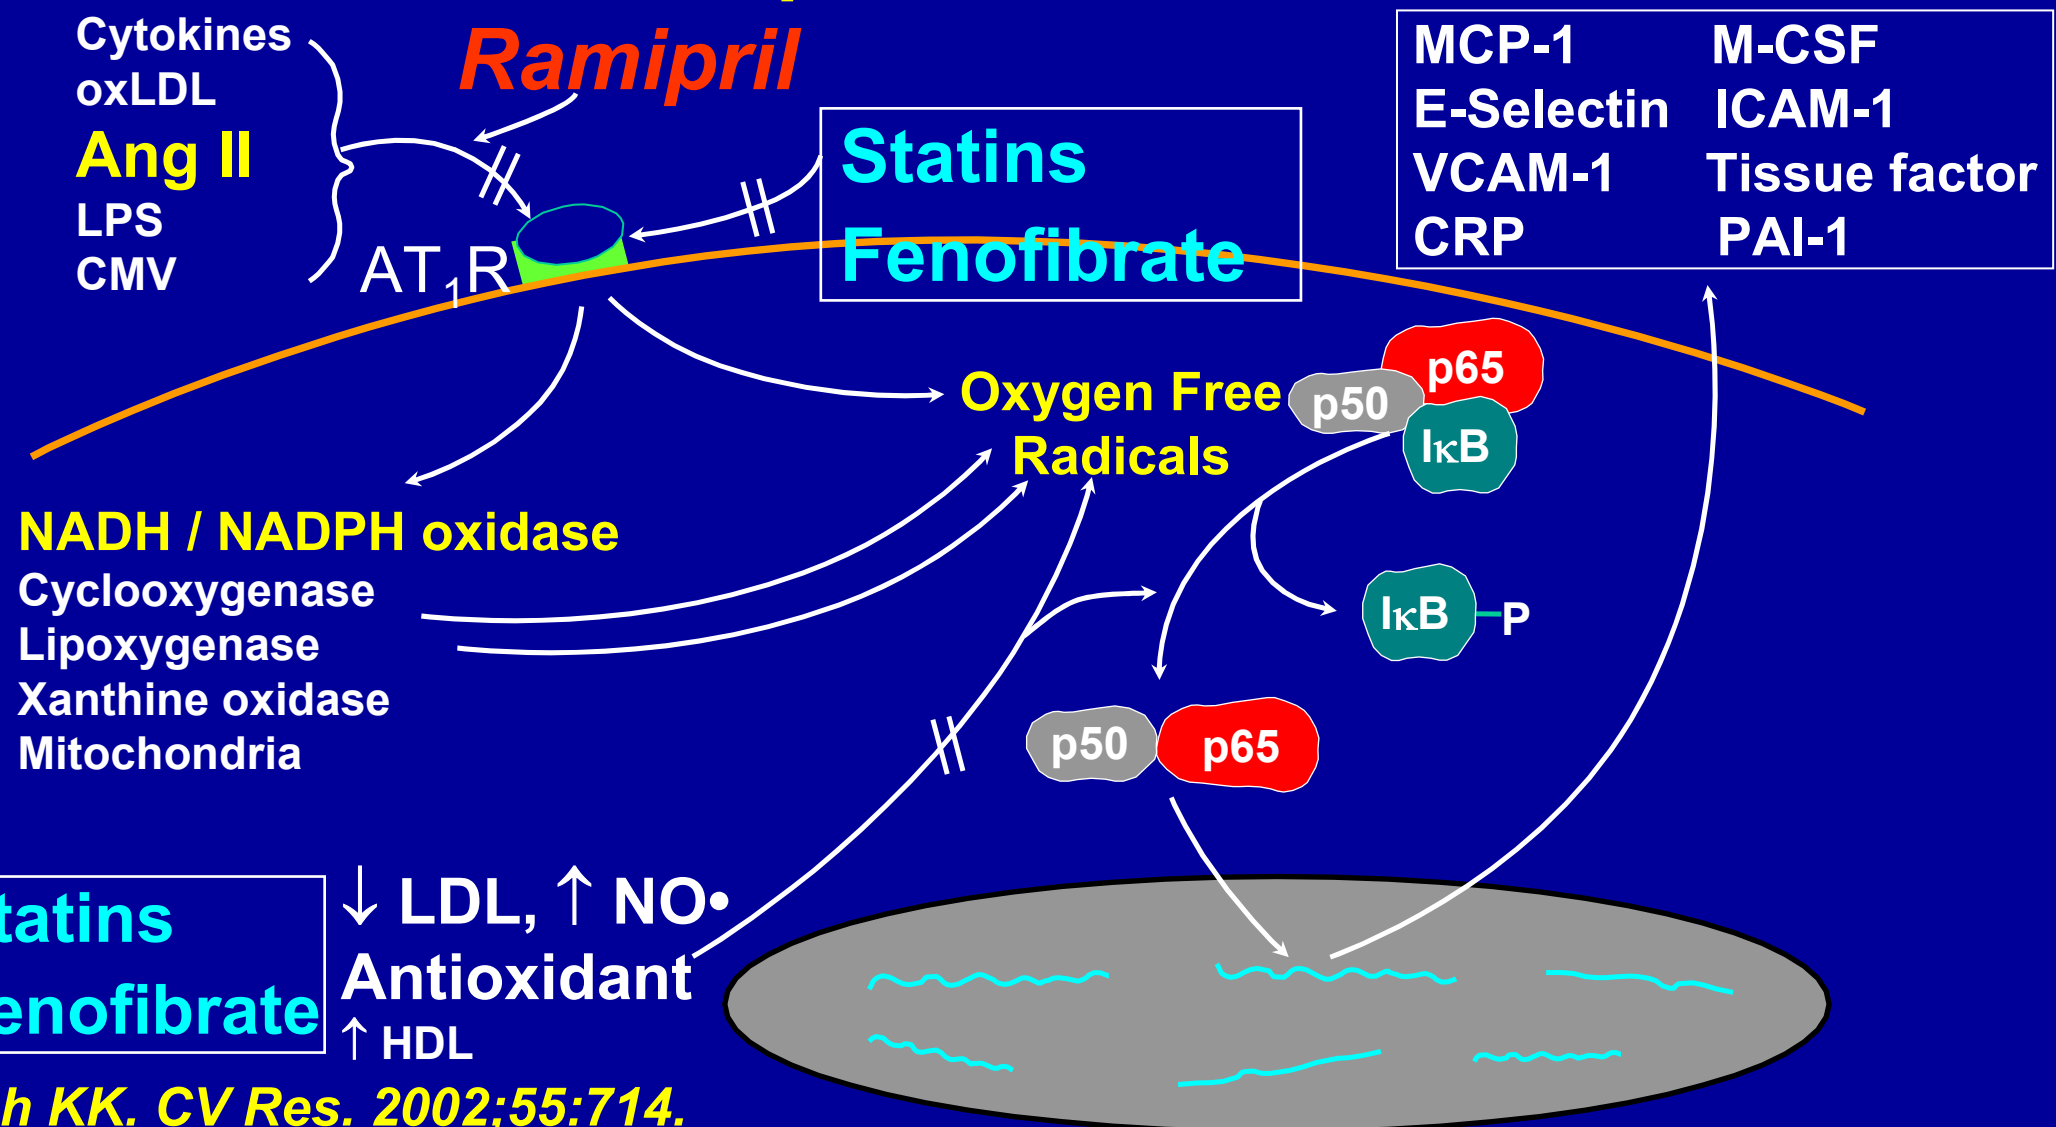 Ramipril
Cytokines
oxLDL
Ang II
LPS
CMV
AT₁R
Statins
Fenofibrate
MCP-1 M-CSF
E-Selectin ICAM-1
VCAM-1 Tissue factor
CRP PAI-1
Oxygen Free
Radicals
p50
p65
IκB
NADH / NADPH oxidase
Cyclooxygenase
Lipoxygenase
Xanthine oxidase
Mitochondria
IκB
P
p50
p65
tatins
enofibrate
↓ LDL, ↑ NO•
Antioxidant
↑ HDL
h KK. CV Res. 2002;55:714.